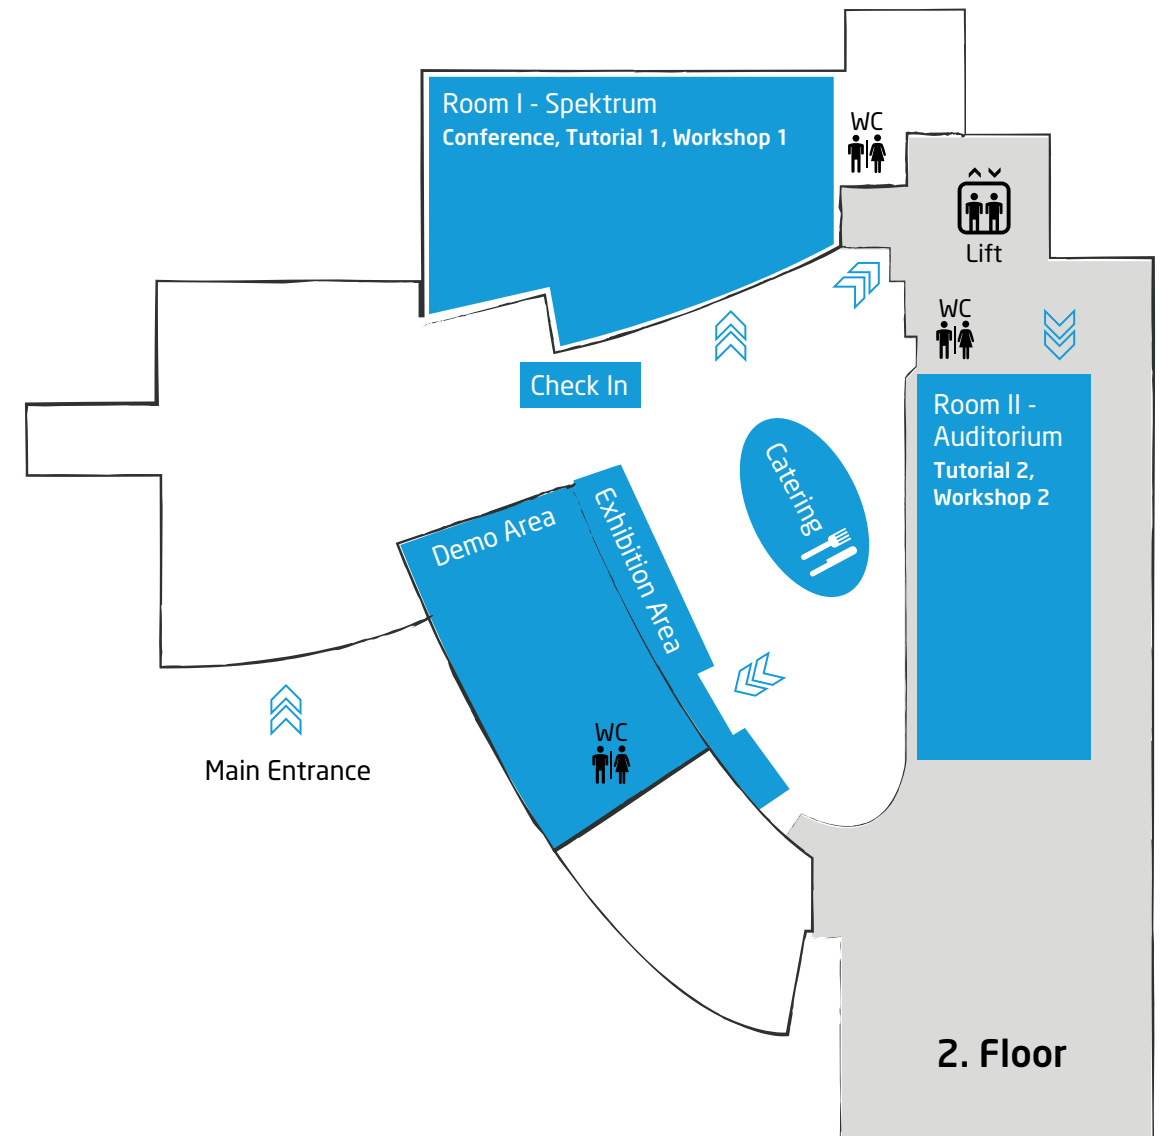 Room I - Spektrum
Conference, Tutorial 1, Workshop 1
WC
Lift
WC
Check In
Room II -
Auditorium
Tutorial 2,
Workshop 2
Catering
Demo Area
Exhibition Area
WC
Main Entrance
2. Floor